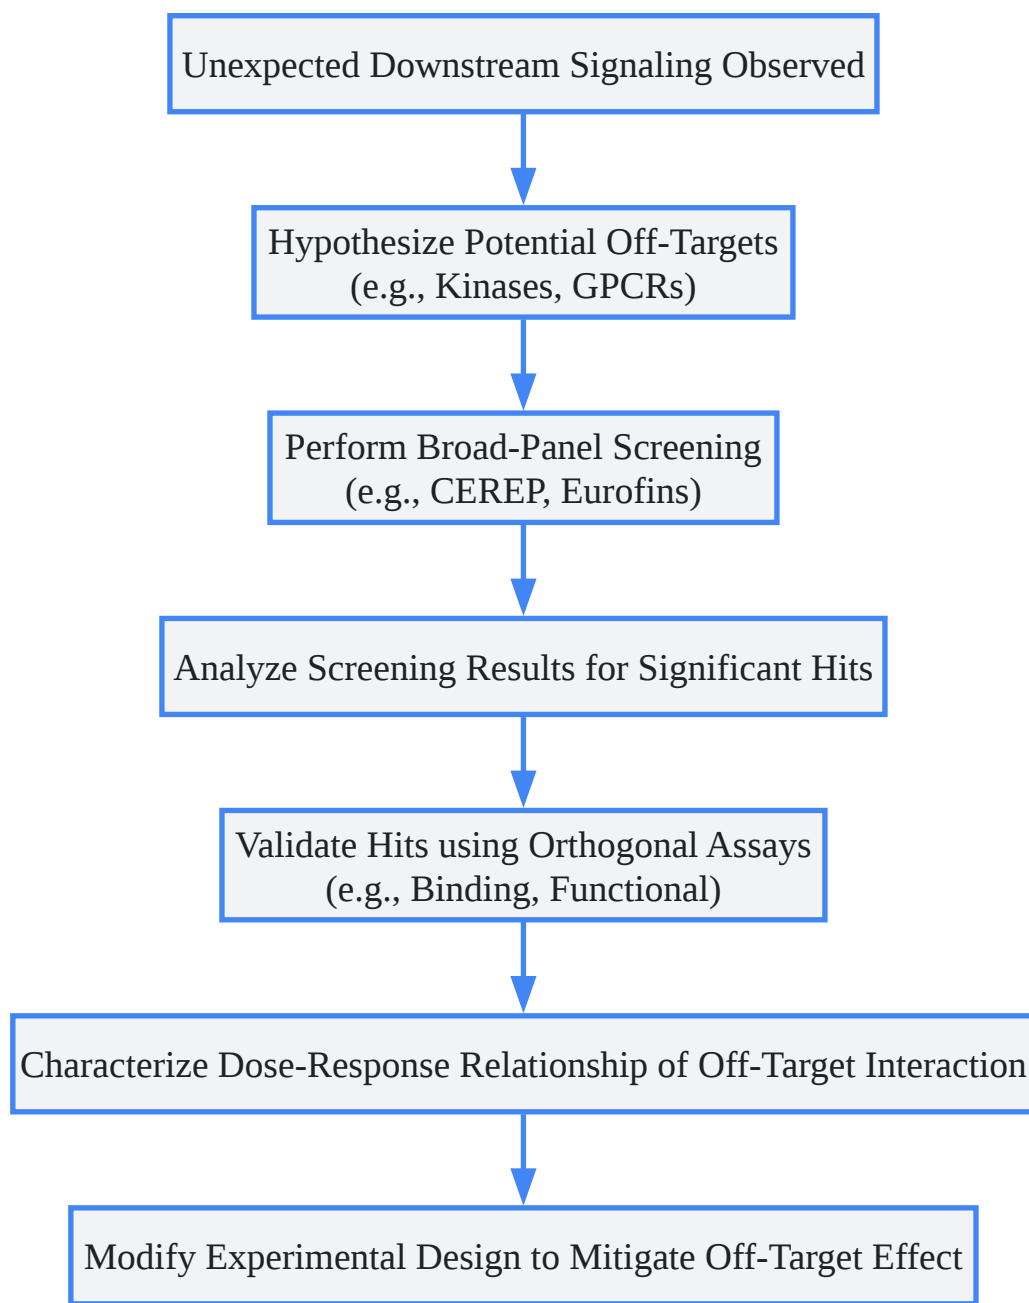 Unexpected Downstream Signaling Observed
Hypothesize Potential Off-Targets
(e.g., Kinases, GPCRs)
Perform Broad-Panel Screening
(e.g., CEREP, Eurofins)
Analyze Screening Results for Significant Hits
Validate Hits using Orthogonal Assays
(e.g., Binding, Functional)
Characterize Dose-Response Relationship of Off-Target Interaction
Modify Experimental Design to Mitigate Off-Target Effect